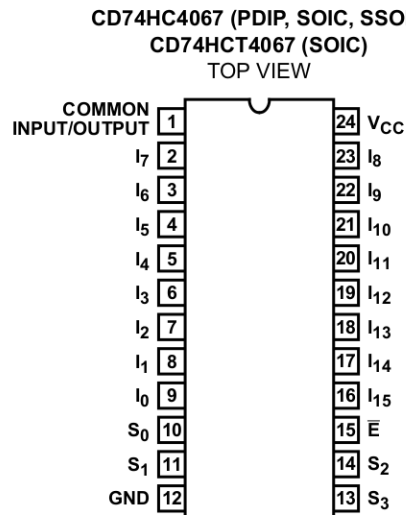 CD74HC4067 (PDIP, SOIC, SSO
CD74HCT4067 (SOIC)
TOP VIEW
COMMON
INPUT/OUTPUT 1 24 VCC
I7 2 23 I8
I6 3 22 I9
I5 4 21 I10
I4 5 20 I11
I3 6 19 I12
I2 7 18 I13
I1 8 17 I14
I0 9 16 I15
S0 10 15 E̅
S1 11 14 S2
GND 12 13 S3